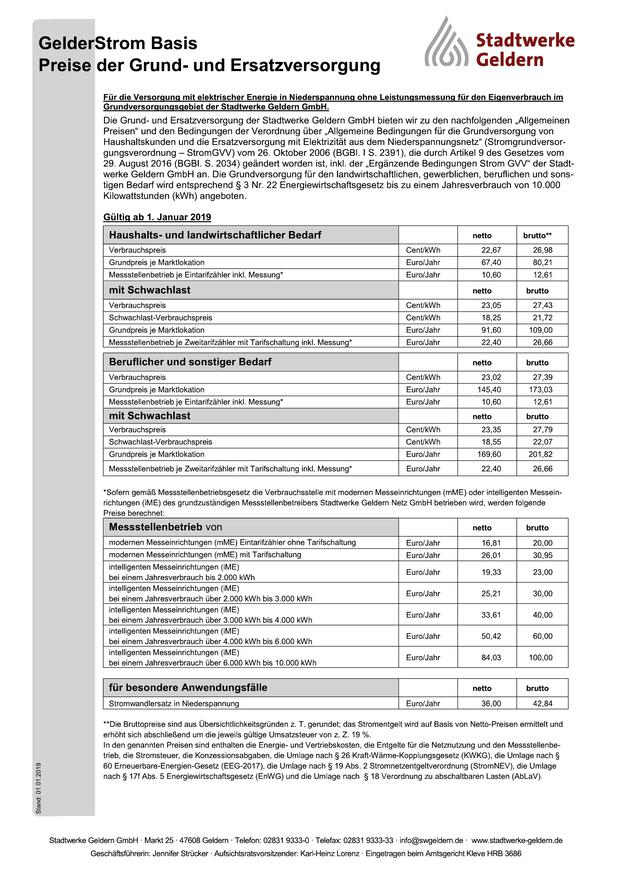 GelderStrom Basis
Preise der Grund- und Ersatzversorgung
Stadtwerke
Geldern
Für die Versorgung mit elektrischer Energie in Niederspannung ohne Leistungsmessung für den Eigenverbrauch im
Grundversorgungsgebiet der Stadtwerke Geldern GmbH.
Die Grund- und Ersatzversorgung der Stadtwerke Geldern GmbH bieten wir zu den nachfolgenden „Allgemeinen
Preisen" und den Bedingungen der Verordnung über „Allgemeine Bedingungen für die Grundversorgung von
Haushaltskunden und die Ersatzversorgung mit Elektrizität aus dem Niederspannungsnetz" (Stromgrundversor-
gungsverordnung – StromGVV) vom 26. Oktober 2006 (BGBl. I S. 2391), die durch Artikel 9 des Gesetzes vom
29. August 2016 (BGBl. S. 2034) geändert worden ist, inkl. der „Ergänzende Bedingungen Strom GVV" der Stadt-
werke Geldern GmbH an. Die Grundversorgung für den landwirtschaftlichen, gewerblichen, beruflichen und sons-
tigen Bedarf wird entsprechend § 3 Nr. 22 Energiewirtschaftsgesetz bis zu einem Jahresverbrauch von 10.000
Kilowattstunden (kWh) angeboten.
Gültig ab 1. Januar 2019
Haushalts- und landwirtschaftlicher Bedarf netto brutto**
Verbrauchspreis Cent/kWh 22,67 26,98
Grundpreis je Marktlokation Euro/Jahr 67,40 80,21
Messstellenbetrieb je Eintarifzähler inkl. Messung* Euro/Jahr 10,60 12,61
mit Schwachlast netto brutto
Verbrauchspreis Cent/kWh 23,05 27,43
Schwachlast-Verbrauchspreis Cent/kWh 18,25 21,72
Grundpreis je Marktlokation Euro/Jahr 91,60 109,00
Messstellenbetrieb je Zweitarifzähler mit Tarifschaltung inkl. Messung* Euro/Jahr 22,40 26,66
Beruflicher und sonstiger Bedarf netto brutto
Verbrauchspreis Cent/kWh 23,02 27,39
Grundpreis je Marktlokation Euro/Jahr 145,40 173,03
Messstellenbetrieb je Eintarifzähler inkl. Messung* Euro/Jahr 10,60 12,61
mit Schwachlast netto brutto
Verbrauchspreis Cent/kWh 23,35 27,79
Schwachlast-Verbrauchspreis Cent/kWh 18,55 22,07
Grundpreis je Marktlokation Euro/Jahr 169,60 201,82
Messstellenbetrieb je Zweitarifzähler mit Tarifschaltung inkl. Messung* Euro/Jahr 22,40 26,66
*Sofern gemäß Messstellenbetriebsgesetz die Verbrauchsstelle mit modernen Messeinrichtungen (mME) oder intelligenten Messein-
richtungen (iME) des grundzuständigen Messstellenbetreibers Stadtwerke Geldern Netz GmbH betrieben wird, werden folgende
Preise berechnet:
Messstellenbetrieb von netto brutto
modernen Messeinrichtungen (mME) Eintarifzähler ohne Tarifschaltung Euro/Jahr 16,81 20,00
modernen Messeinrichtungen (mME) mit Tarifschaltung Euro/Jahr 26,01 30,95
intelligenten Messeinrichtungen (iME)
bei einem Jahresverbrauch bis 2.000 kWh Euro/Jahr 19,33 23,00
intelligenten Messeinrichtungen (iME)
bei einem Jahresverbrauch über 2.000 kWh bis 3.000 kWh Euro/Jahr 25,21 30,00
intelligenten Messeinrichtungen (iME)
bei einem Jahresverbrauch über 3.000 kWh bis 4.000 kWh Euro/Jahr 33,61 40,00
intelligenten Messeinrichtungen (iME)
bei einem Jahresverbrauch über 4.000 kWh bis 6.000 kWh Euro/Jahr 50,42 60,00
intelligenten Messeinrichtungen (iME)
bei einem Jahresverbrauch über 6.000 kWh bis 10.000 kWh Euro/Jahr 84,03 100,00
für besondere Anwendungsfälle netto brutto
Stromwandlersatz in Niederspannung Euro/Jahr 36,00 42,84
**Die Bruttopreise sind aus Übersichtlichkeitsgründen z. T. gerundet; das Stromentgelt wird auf Basis von Netto-Preisen ermittelt und
erhöht sich abschließend um die jeweils gültige Umsatzsteuer von z. Z. 19 %.
In den genannten Preisen sind enthalten die Energie- und Vertriebskosten, die Entgelte für die Netznutzung und den Messstellenbe-
trieb, die Stromsteuer, die Konzessionsabgaben, die Umlage nach § 26 Kraft-Wärme-Kopplungsgesetz (KWKG), die Umlage nach §
60 Erneuerbare-Energien-Gesetz (EEG-2017), die Umlage nach § 19 Abs. 2 Stromnetzentgeltverordnung (StromNEV), die Umlage
nach § 17f Abs. 5 Energiewirtschaftsgesetz (EnWG) und die Umlage nach § 18 Verordnung zu abschaltbaren Lasten (AbLaV).
Stand: 01.01.2019
Stadtwerke Geldern GmbH · Markt 25 · 47608 Geldern · Telefon: 02831 9333-0 · Telefax: 02831 9333-33 · info@swgeldern.de · www.stadtwerke-geldern.de
Geschäftsführerin: Jennifer Strücker · Aufsichtsratsvorsitzender: Karl-Heinz Lorenz · Eingetragen beim Amtsgericht Kleve HRB 3686